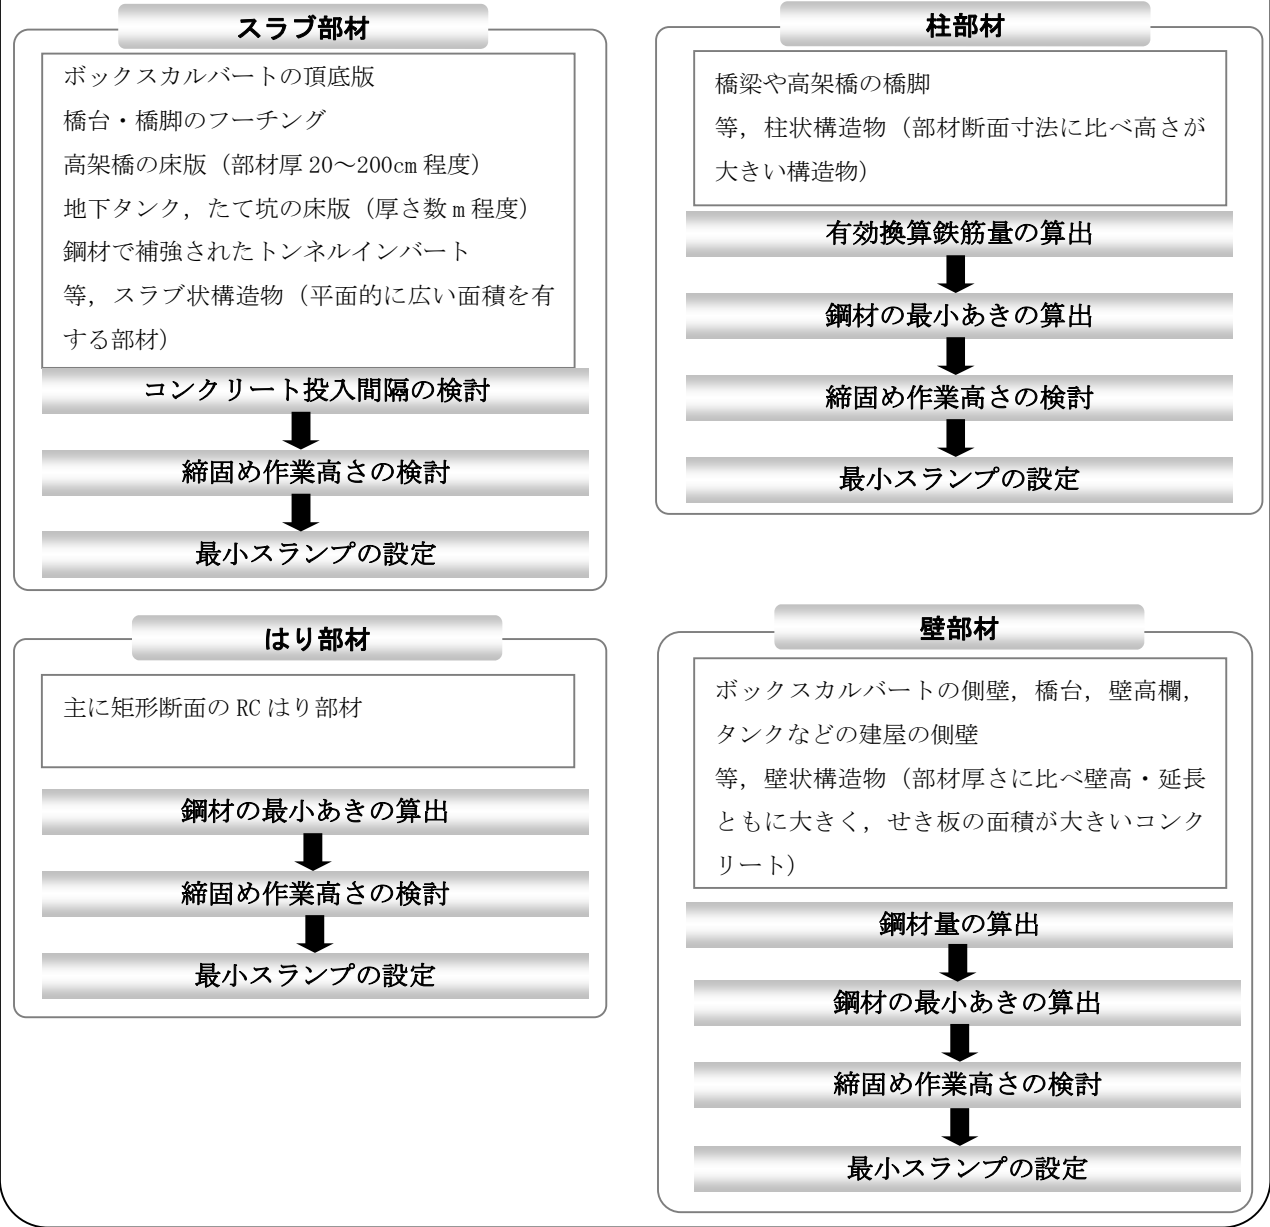 スラブ部材
ボックスカルバートの頂底版
橋台・橋脚のフーチング
高架橋の床版（部材厚 20～200cm 程度）
地下タンク，たて坑の床版（厚さ数 m 程度）
鋼材で補強されたトンネルインバート
等，スラブ状構造物（平面的に広い面積を有
する部材）
コンクリート投入間隔の検討
締固め作業高さの検討
最小スランプの設定
柱部材
橋梁や高架橋の橋脚
等，柱状構造物（部材断面寸法に比べ高さが
大きい構造物）
有効換算鉄筋量の算出
鋼材の最小あきの算出
締固め作業高さの検討
最小スランプの設定
はり部材
主に矩形断面の RC はり部材
鋼材の最小あきの算出
締固め作業高さの検討
最小スランプの設定
壁部材
ボックスカルバートの側壁，橋台，壁高欄，
タンクなどの建屋の側壁
等，壁状構造物（部材厚さに比べ壁高・延長
ともに大きく，せき板の面積が大きいコンク
リート）
鋼材量の算出
鋼材の最小あきの算出
締固め作業高さの検討
最小スランプの設定